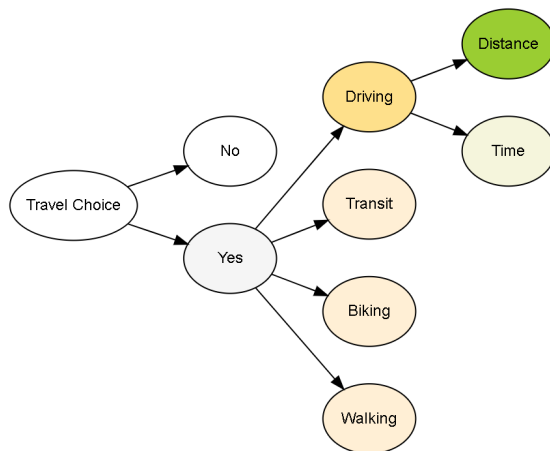 Distance
Driving
No
Time
Travel Choice
Transit
Yes
Biking
Walking